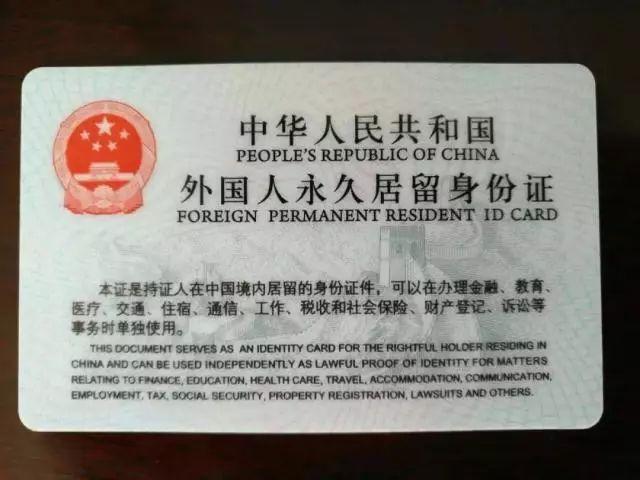 中华人民共和国
PEOPLE'S REPUBLIC OF CHINA
外国人永久居留身份证
FOREIGN PERMANENT RESIDENT ID CARD
本证是持证人在中国境内居留的身份证件，可以在办理金融、教育、
医疗、交通、住宿、通信、工作、税收和社会保险、财产登记、诉讼等
事务时单独使用。
THIS DOCUMENT SERVES AS AN IDENTITY CARD FOR THE RIGHTFUL HOLDER RESIDING IN
CHINA AND CAN BE USED INDEPENDENTLY AS LAWFUL PROOF OF IDENTITY FOR MATTERS
RELATING TO FINANCE, EDUCATION, HEALTH CARE, TRAVEL, ACCOMMODATION, COMMUNICATION,
EMPLOYMENT, TAX, SOCIAL SECURITY, PROPERTY REGISTRATION, LAWSUITS AND OTHERS.